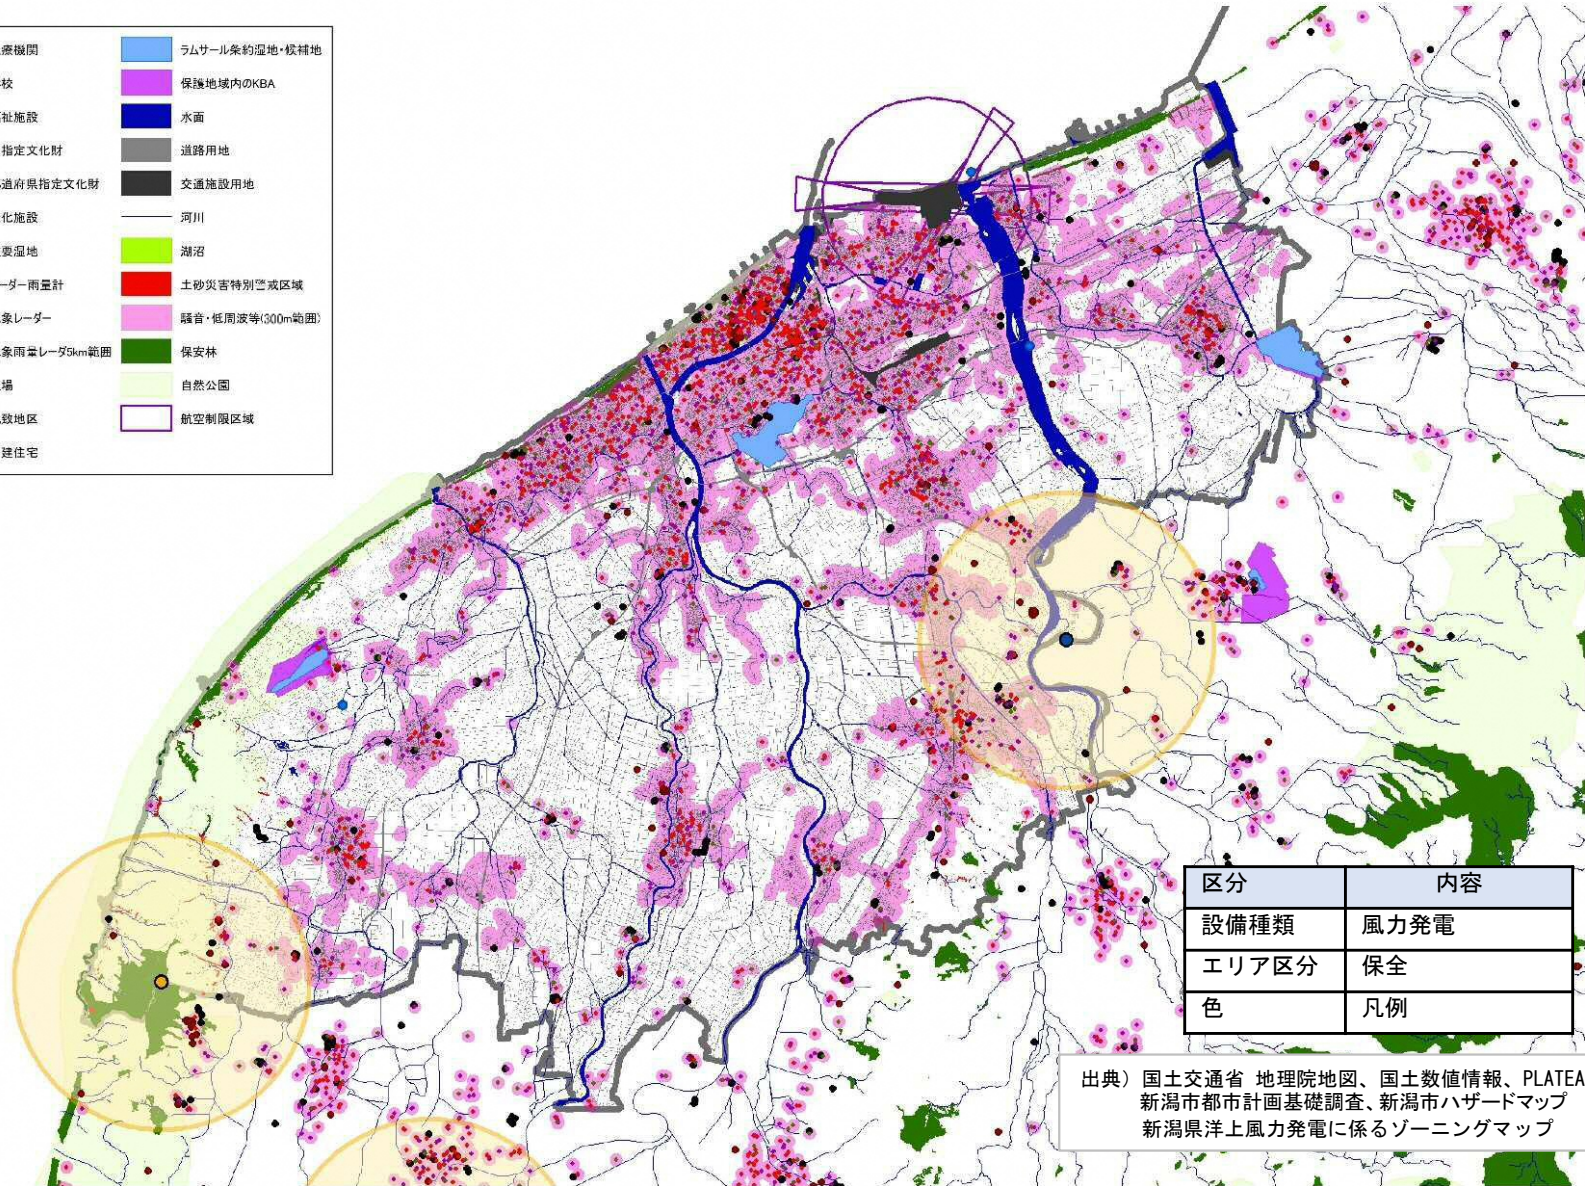 療機関
校
祉施設
指定文化財
道府県指定文化財
化施設
要湿地
ーダー雨量計
象レーダー
象雨量レーダ5km範囲
場
致地区
建住宅
ラムサール条約湿地・候補地
保護地域内のKBA
水面
道路用地
交通施設用地
河川
湖沼
土砂災害特別警戒区域
騒音・低周波等(300m範囲)
保安林
自然公園
航空制限区域
区分 内容
設備種類 風力発電
エリア区分 保全
色 凡例
出典）国土交通省 地理院地図、国土数値情報、PLATEA
新潟市都市計画基礎調査、新潟市ハザードマップ
新潟県洋上風力発電に係るゾーニングマップ